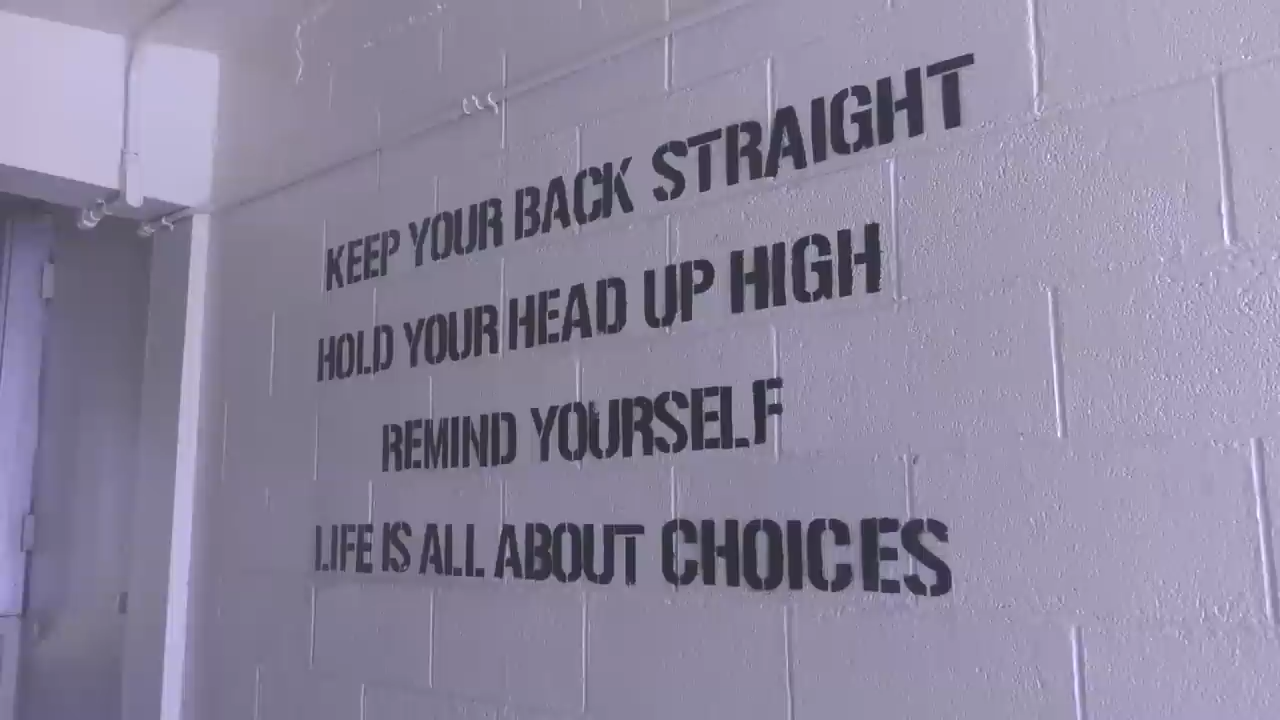 KEEP YOUR BACK STRAIGHT
HOLD YOUR HEAD UP HIGH
REMIND YOURSELF
LIFE IS ALL ABOUT CHOICES